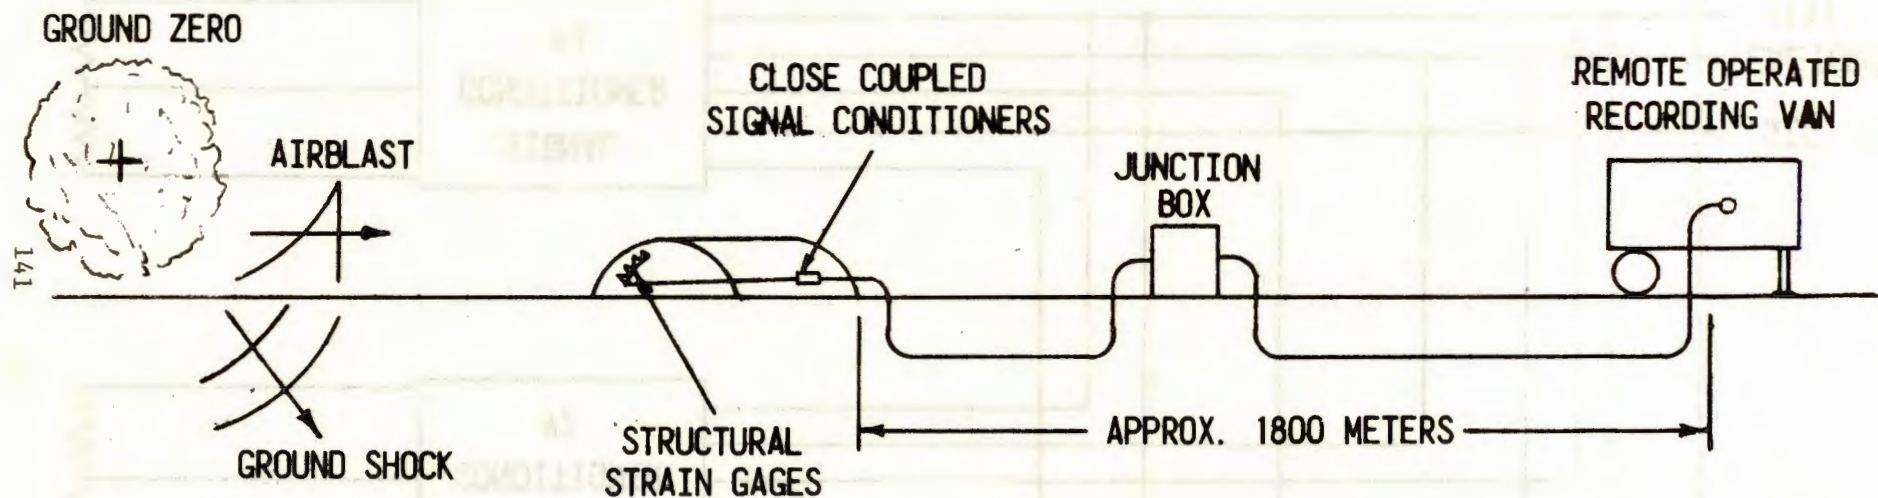 GROUND ZERO
AIRBLAST
CLOSE COUPLED
SIGNAL CONDITIONERS
JUNCTION
BOX
REMOTE OPERATED
RECORDING VAN
141
GROUND SHOCK
STRUCTURAL
STRAIN GAGES
APPROX. 1800 METERS